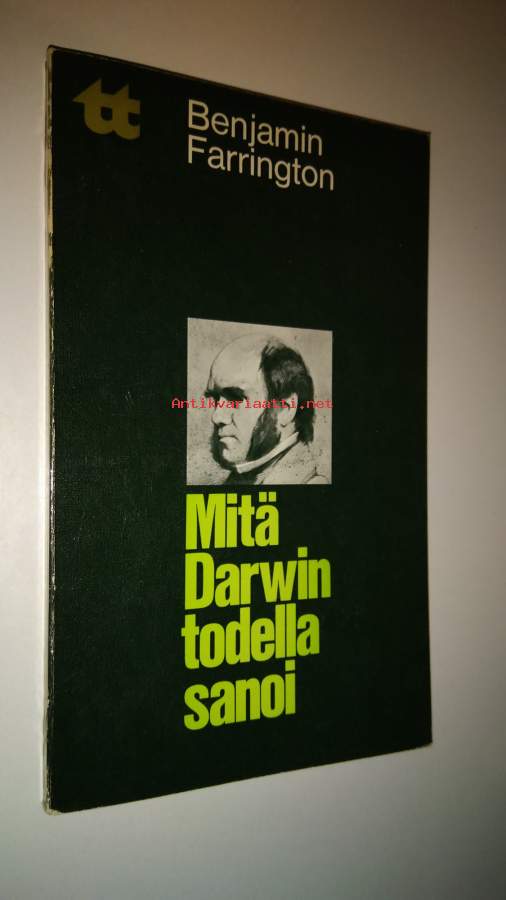 tt
Benjamin
Farrington
Antikvariaatti.net
Mitä
Darwin
todella
sanoi